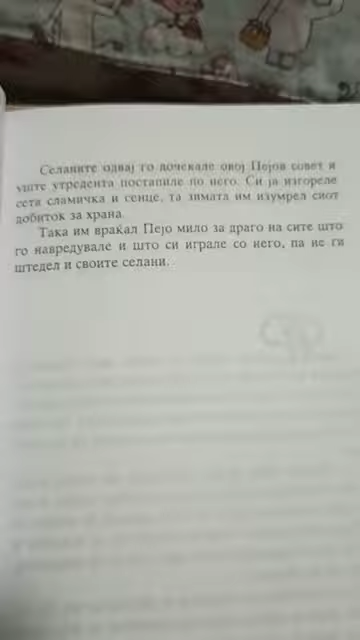 Селаните одвај го дочекале овој Пејов совет и
уште утредента постапиле по него. Си ја изгореле
сета сламичка и сенце, та зимата им изумрел сиот
добиток за храна.
Така им враќал Пејо мило за драго на сите што
го навредувале и што си играле со него, па не ги
штедел и своите селани.